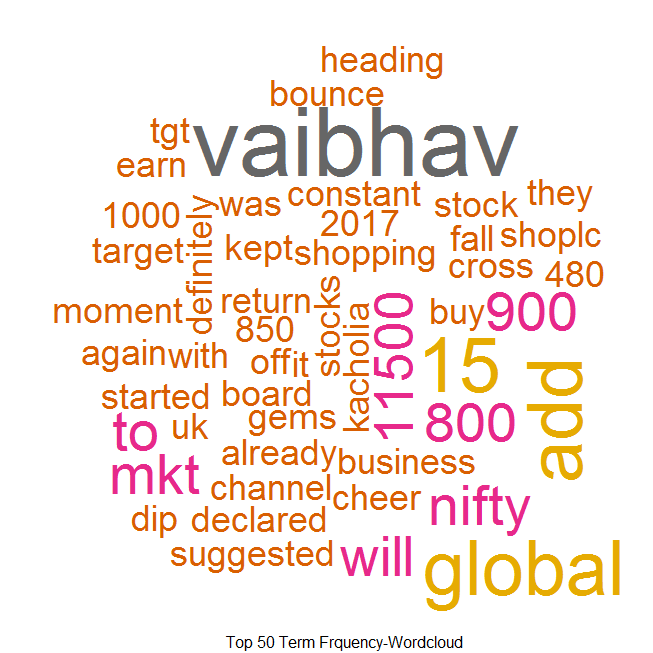 heading
bounce
vaibhav
tgt
earn
1000
definitely
was
constant
2017
stock
they
target
kept
shopping
fall
shoplc
cross
480
moment
return
stocks
850
kacholia
11500
buy
900
again
with
off
it
15
add
started
board
gems
800
to
uk
mkt
already
business
channel
cheer
nifty
dip
declared
suggested
will
global
Top 50 Term Frquency-Wordcloud